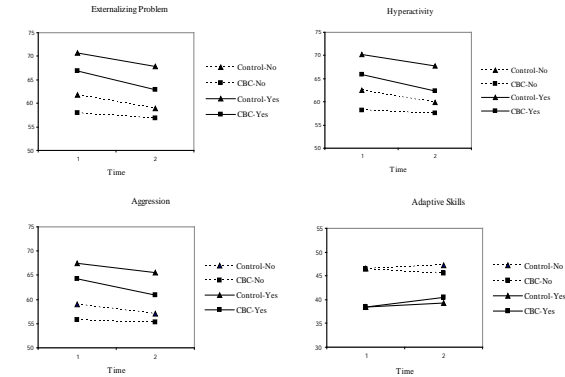 Externalizing Problem
75
70
65
60
55
50
1 2
Time
Control-No
CBC-No
Control-Yes
CBC-Yes
Hyperactivity
75
70
65
60
55
50
1 2
Time
Control-No
CBC-No
Control-Yes
CBC-Yes
Aggression
75
70
65
60
55
50
1 2
Time
Control-No
CBC-No
Control-Yes
CBC-Yes
Adaptive Skills
55
50
45
40
35
30
1 2
Time
Control-No
CBC-No
Control-Yes
CBC-Yes